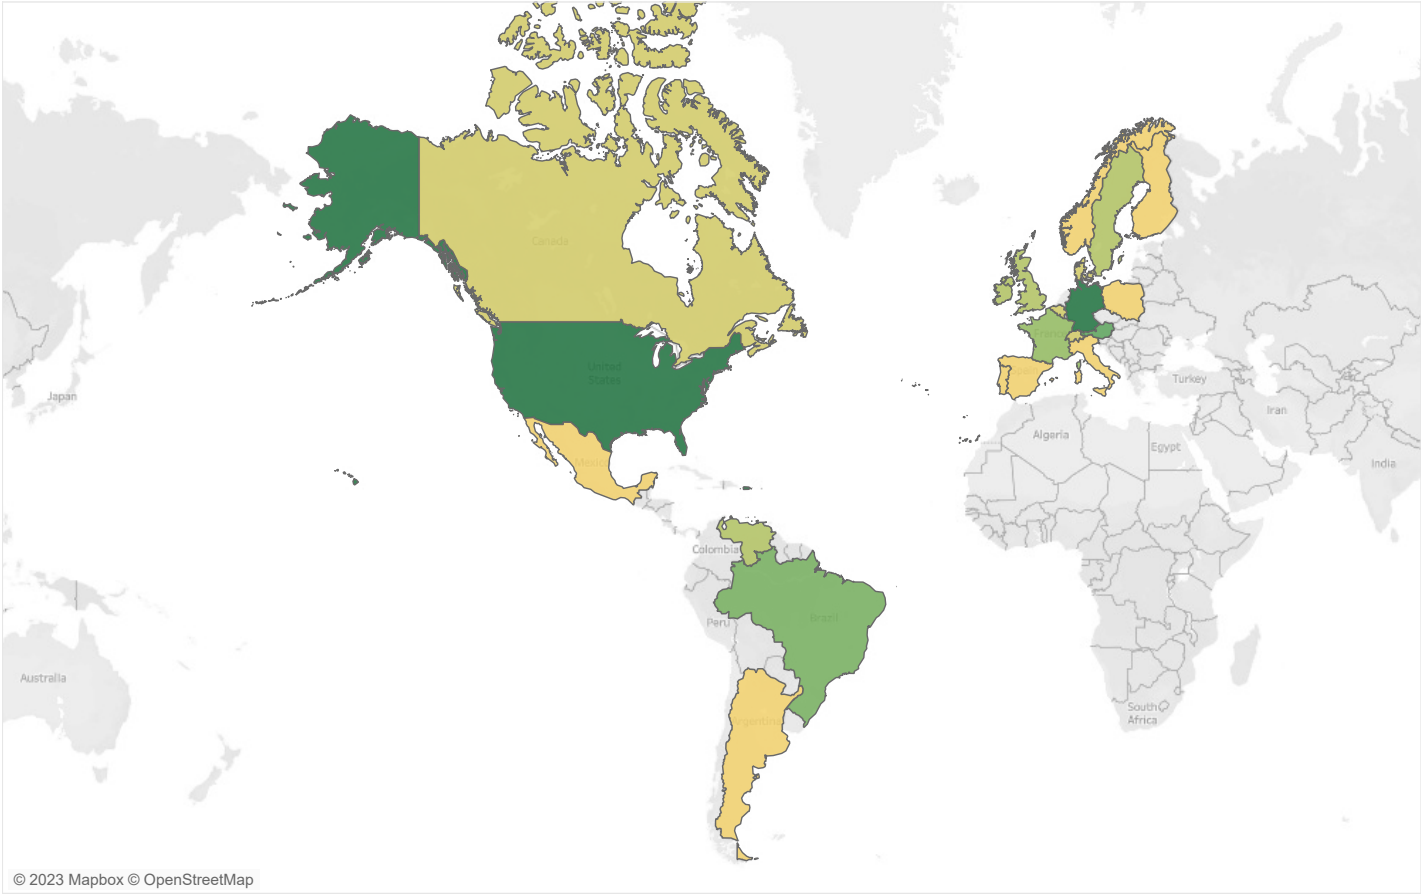 Canada
United
States
Mexico
France
Japan
Turkey
Iran
Algeria
Egypt
India
Colombia
Peru
Brazil
Argentina
Australia
South
Africa
© 2023 Mapbox © OpenStreetMap